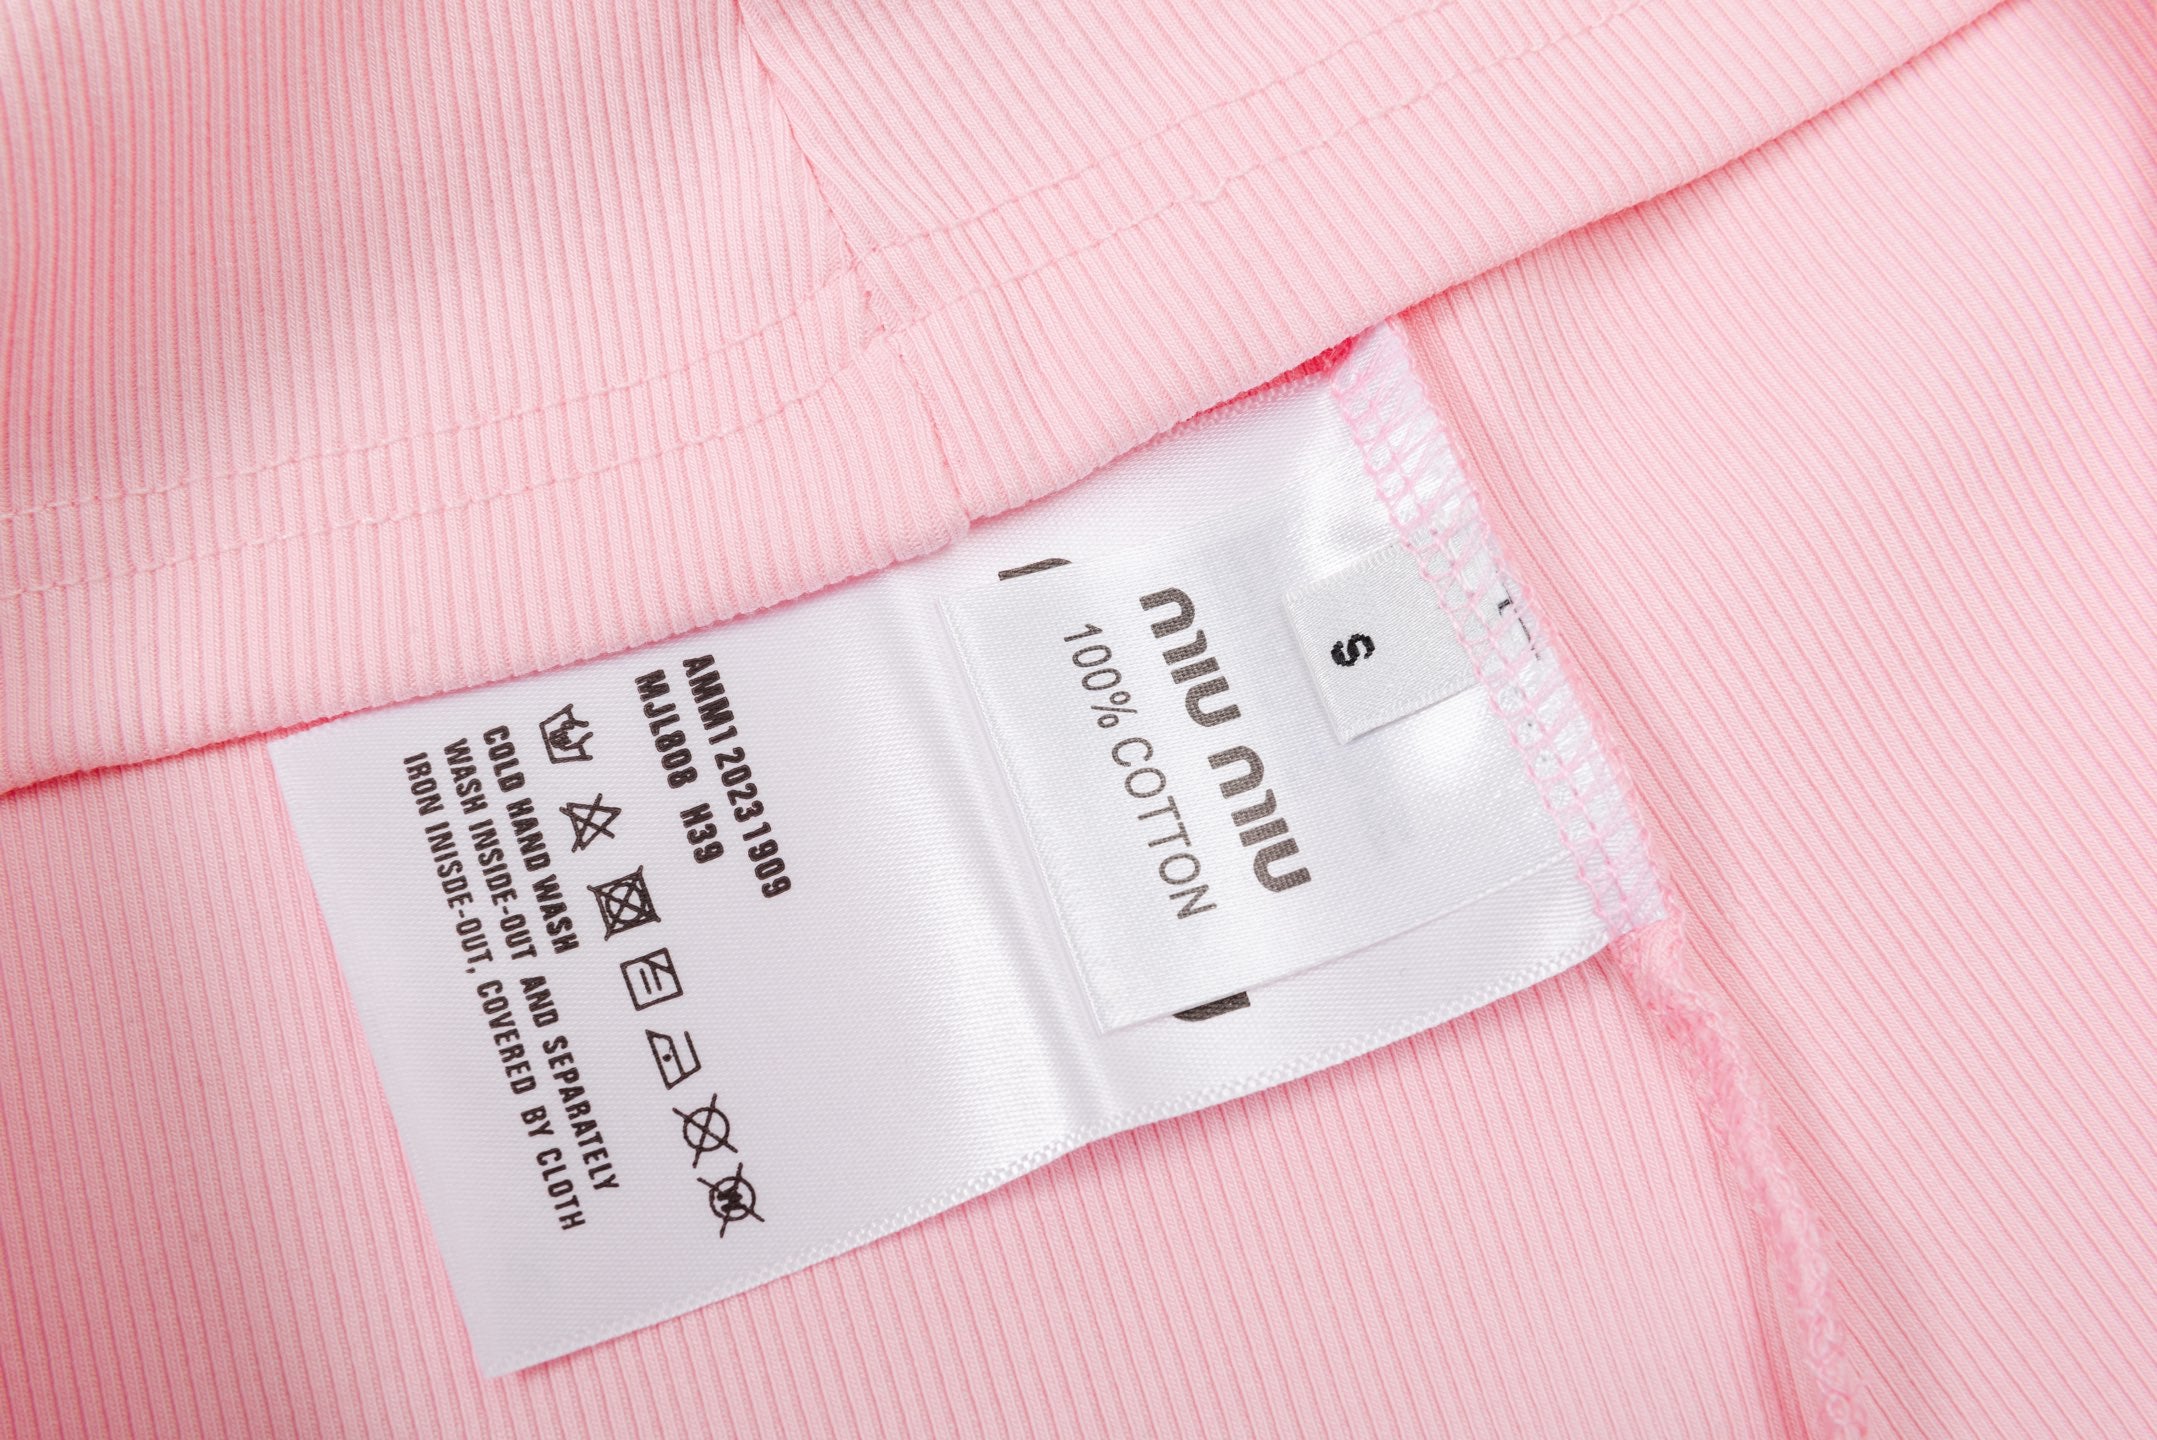 S
miu miu
100% COTTON
AMM120231909
MJL808 H39
COLD HAND WASH
WASH INSIDE-OUT AND SEPARATELY
IRON INISDE-OUT, COVERED BY CLOTH